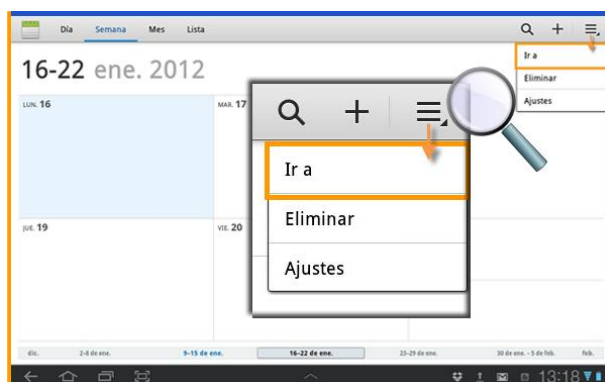 Día Semana Mes Lista
Ir a
Eliminar
Ajustes
16-22 ene. 2012
LUN. 16
MAR. 17
Ir a
Eliminar
Ajustes
JUE. 19
VIE. 20
dic. 2-8 de ene. 9-15 de ene. 16-22 de ene. 23-29 de ene. 30 de ene. - 5 de feb. feb.
13:18